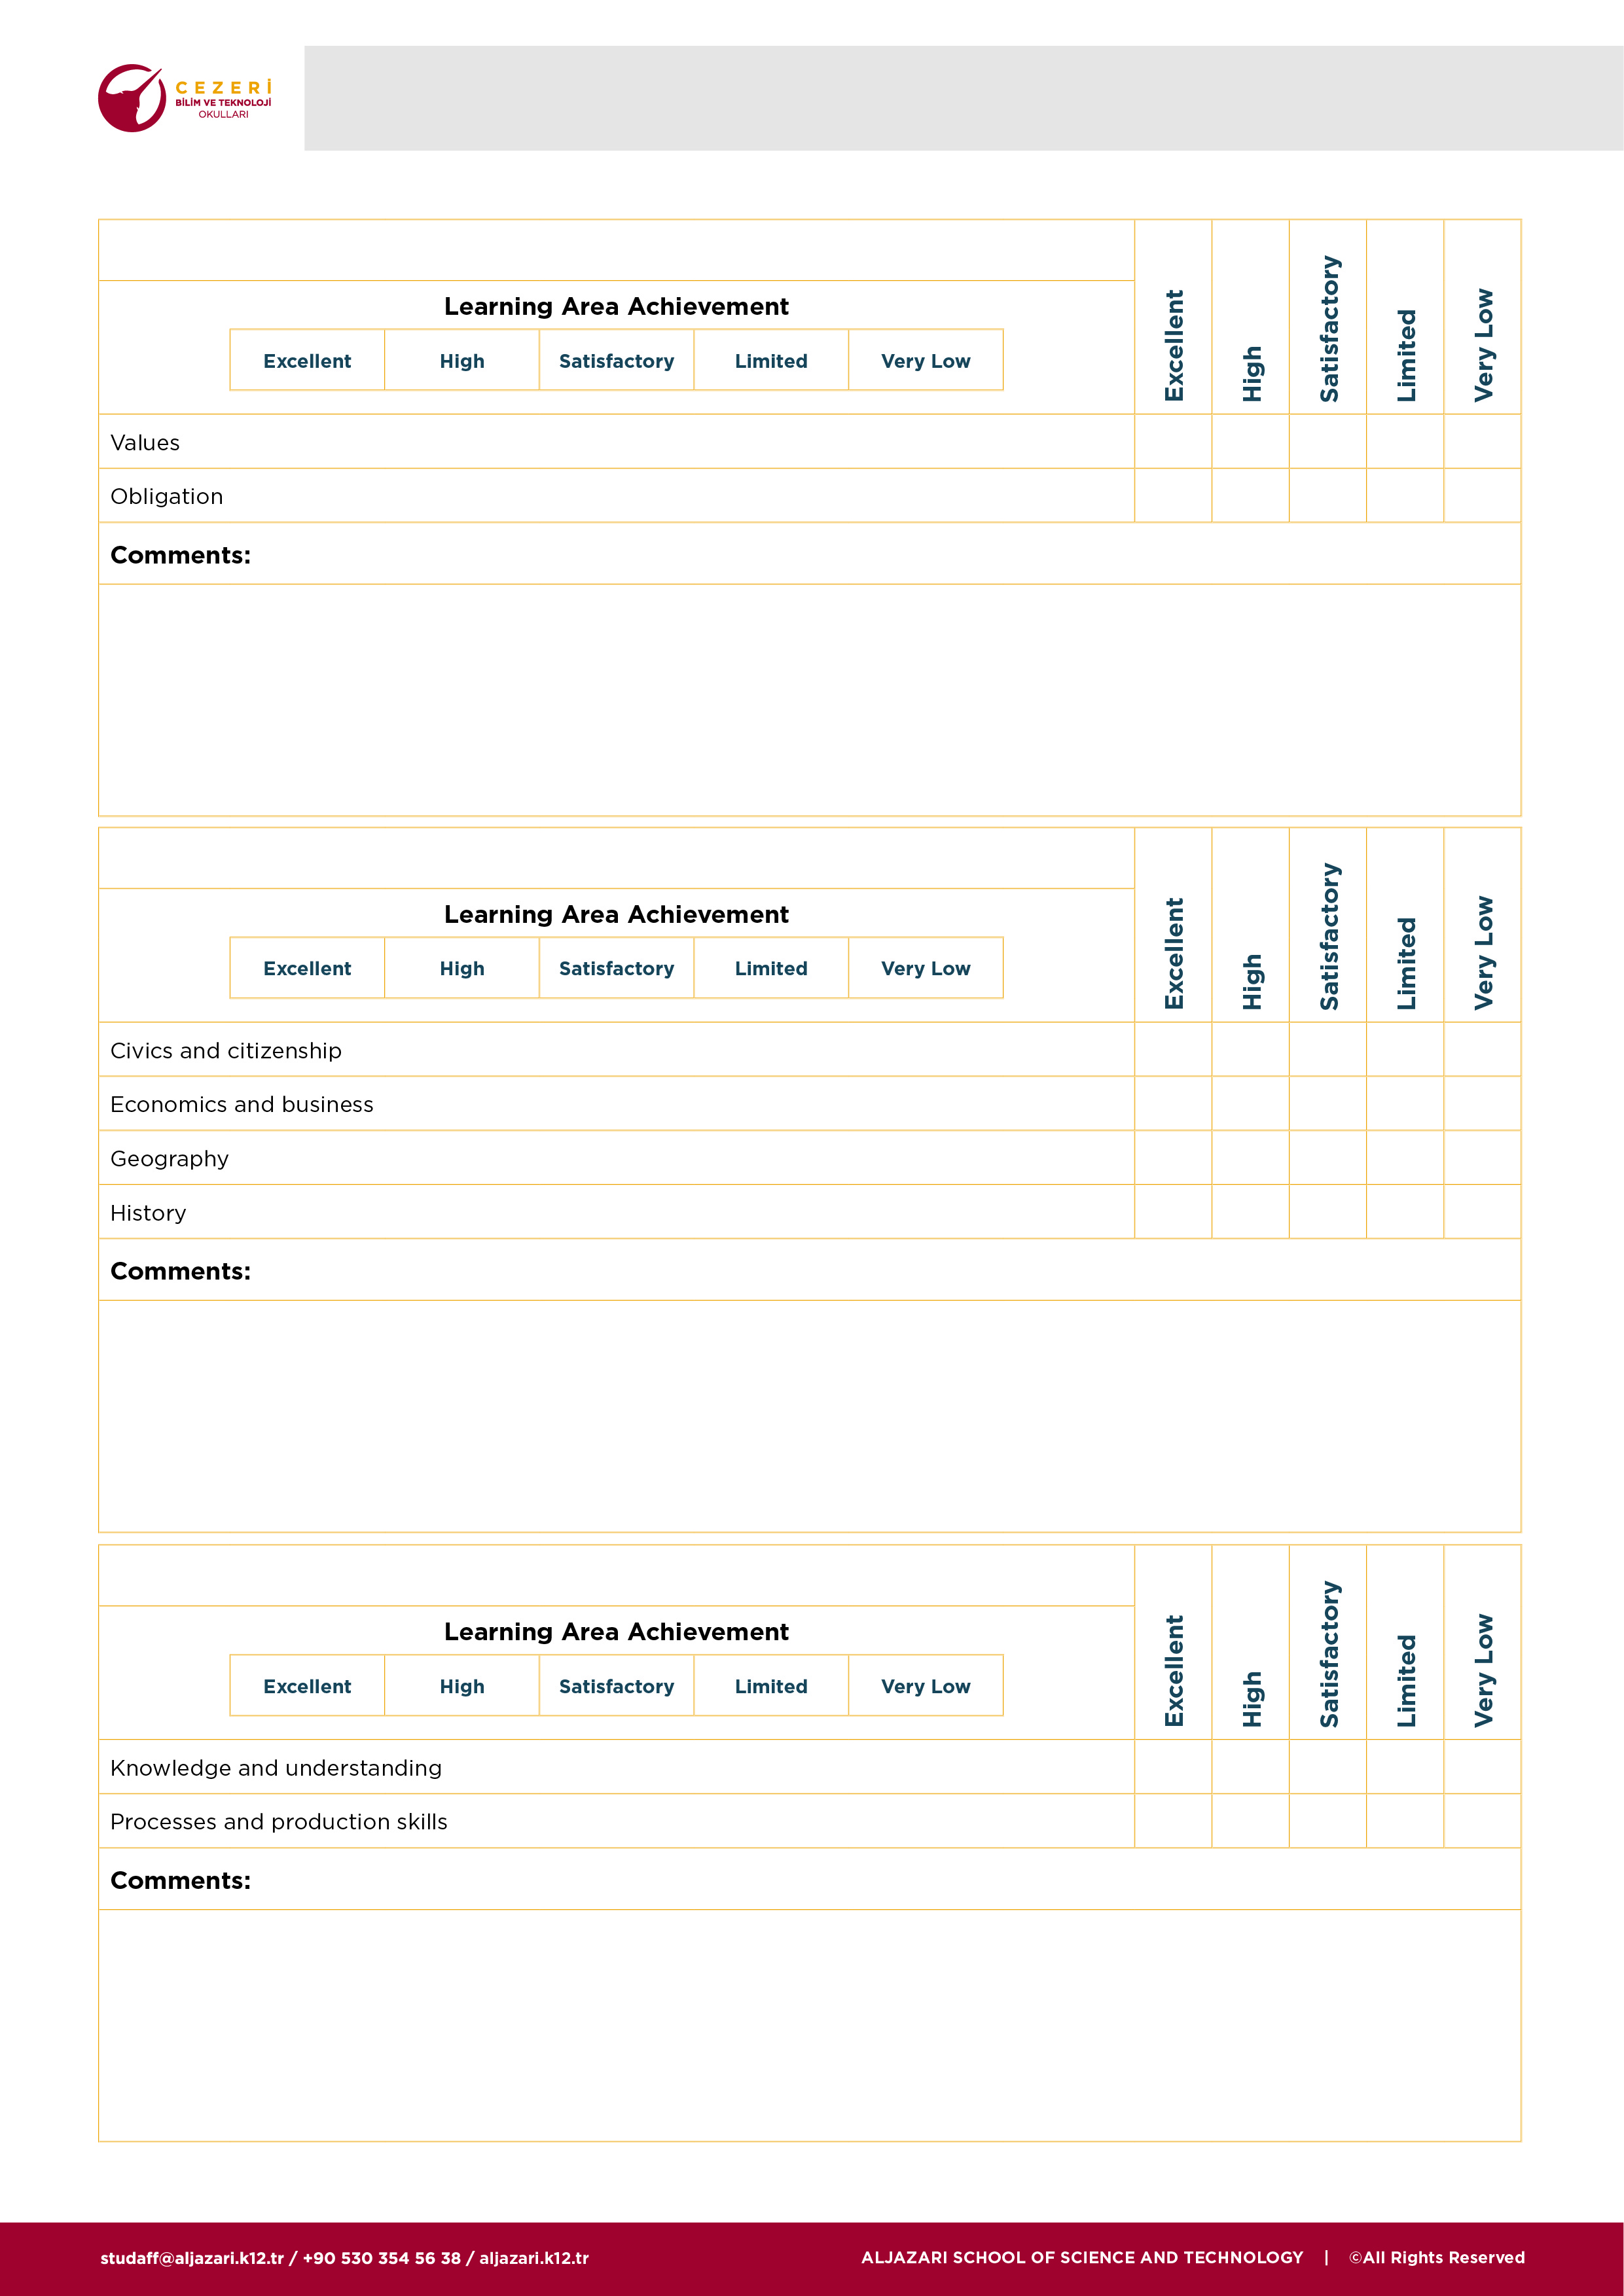 CEZERİ
BİLİM VE TEKNOLOJİ
OKULLARI
Learning Area Achievement
Excellent High Satisfactory Limited Very Low
Excellent High Satisfactory Limited Very Low
Values
Obligation
Comments:
Learning Area Achievement
Excellent High Satisfactory Limited Very Low
Excellent High Satisfactory Limited Very Low
Civics and citizenship
Economics and business
Geography
History
Comments:
Learning Area Achievement
Excellent High Satisfactory Limited Very Low
Excellent High Satisfactory Limited Very Low
Knowledge and understanding
Processes and production skills
Comments:
studaff@aljazari.k12.tr / +90 530 354 56 38 / aljazari.k12.tr
ALJAZARI SCHOOL OF SCIENCE AND TECHNOLOGY | ©All Rights Reserved